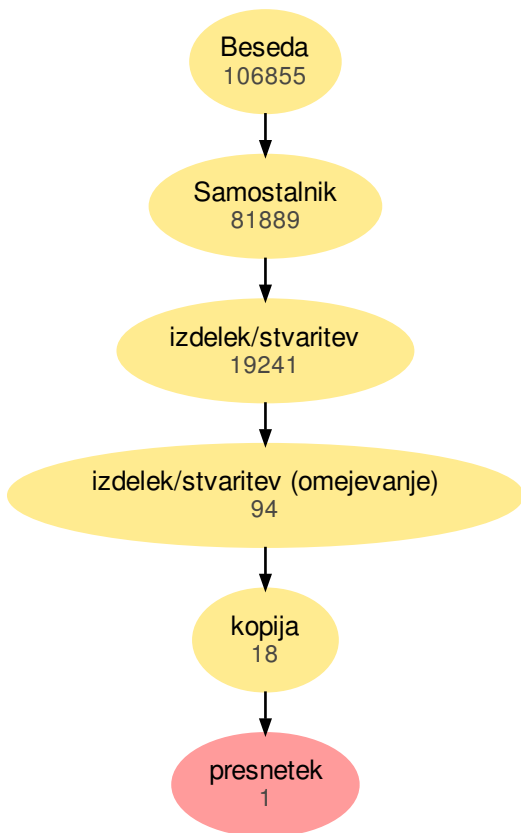 Beseda
106855
Samostalnik
81889
izdelek/stvaritev
19241
izdelek/stvaritev (omejevanje)
94
kopija
18
presnetek
1